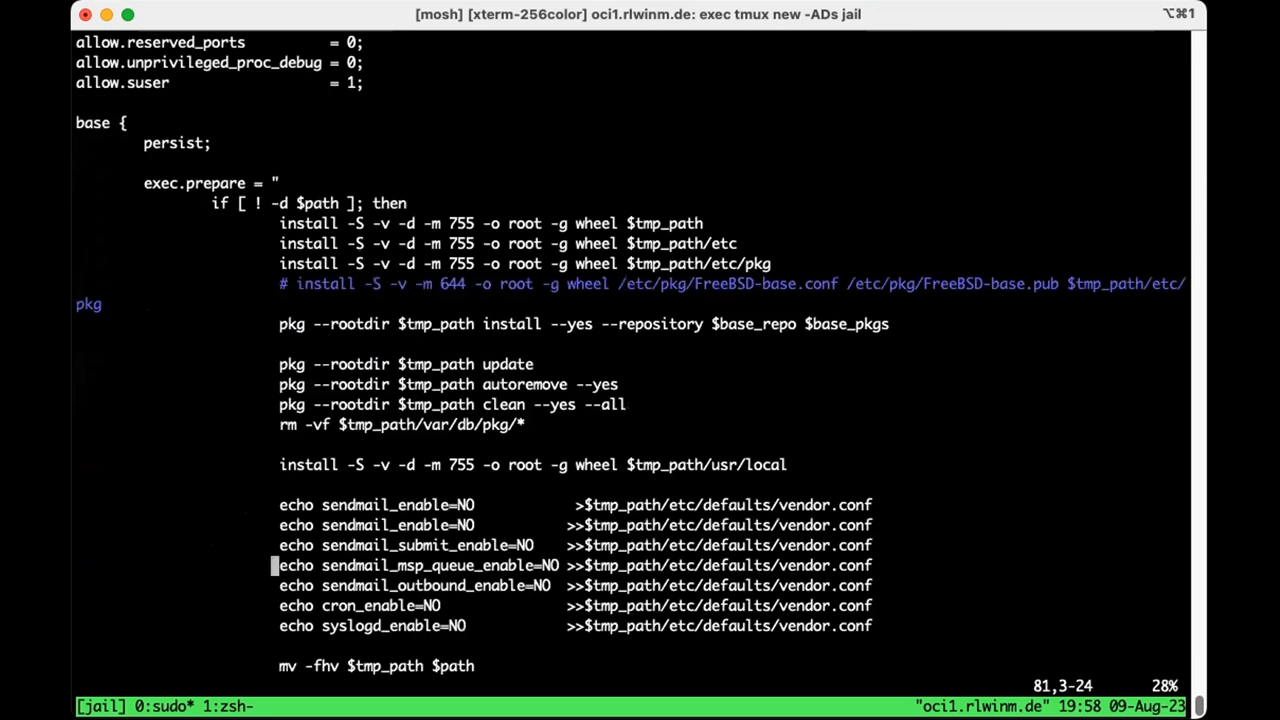 [mosh] [xterm-256color] oci1.rlwinm.de: exec tmux new -ADs jail
⌥⌘1
allow.reserved_ports          = 0;
allow.unprivileged_proc_debug = 0;
allow.suser                   = 1;
base {
        persist;
        exec.prepare = "
                if [ ! -d $path ]; then
                        install -S -v -d -m 755 -o root -g wheel $tmp_path
                        install -S -v -d -m 755 -o root -g wheel $tmp_path/etc
                        install -S -v -d -m 755 -o root -g wheel $tmp_path/etc/pkg
                        # install -S -v -m 644 -o root -g wheel /etc/pkg/FreeBSD-base.conf /etc/pkg/FreeBSD-base.pub $tmp_path/etc/
pkg
                        pkg --rootdir $tmp_path install --yes --repository $base_repo $base_pkgs
                        pkg --rootdir $tmp_path update
                        pkg --rootdir $tmp_path autoremove --yes
                        pkg --rootdir $tmp_path clean --yes --all
                        rm -vf $tmp_path/var/db/pkg/*
                        install -S -v -d -m 755 -o root -g wheel $tmp_path/usr/local
                        echo sendmail_enable=NO            >$tmp_path/etc/defaults/vendor.conf
                        echo sendmail_enable=NO           >>$tmp_path/etc/defaults/vendor.conf
                        echo sendmail_submit_enable=NO    >>$tmp_path/etc/defaults/vendor.conf
                        echo sendmail_msp_queue_enable=NO >>$tmp_path/etc/defaults/vendor.conf
                        echo sendmail_outbound_enable=NO  >>$tmp_path/etc/defaults/vendor.conf
                        echo cron_enable=NO               >>$tmp_path/etc/defaults/vendor.conf
                        echo syslogd_enable=NO            >>$tmp_path/etc/defaults/vendor.conf
                        mv -fhv $tmp_path $path
81,3-24       28%
[jail] 0:sudo* 1:zsh-    "oci1.rlwinm.de" 19:58 09-Aug-23